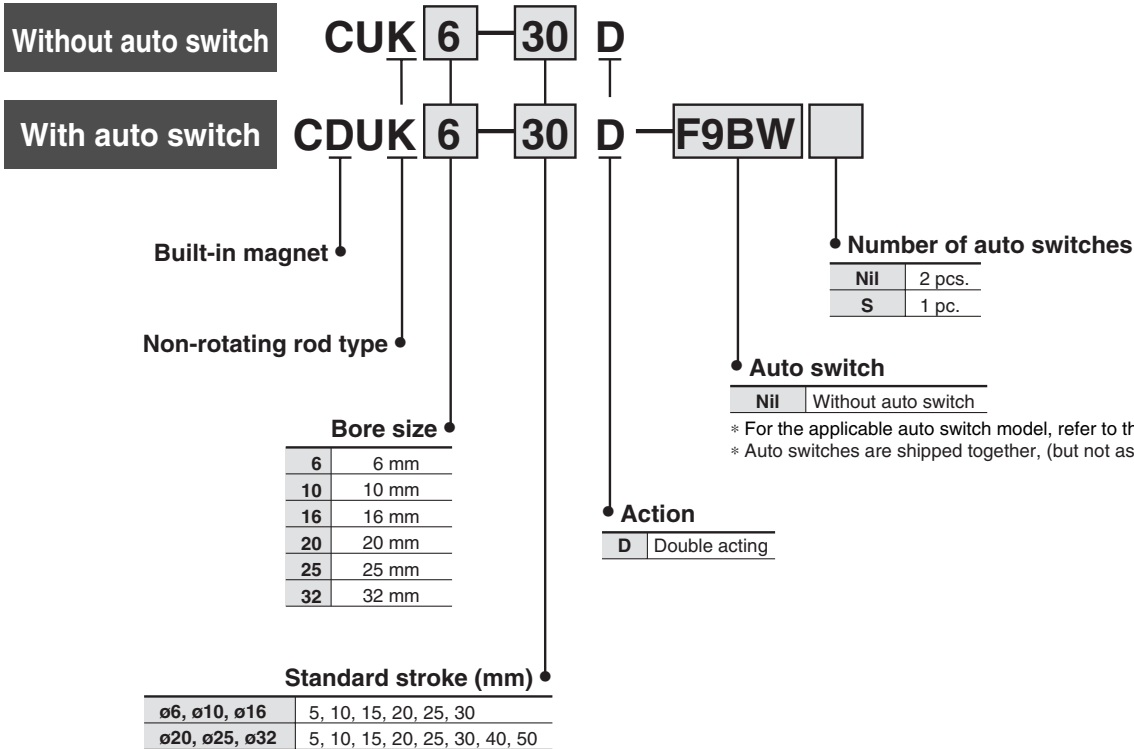 Without auto switch CUK 6 30 D
With auto switch CDUK 6 30 D F9BW
Built-in magnet
Number of auto switches
Nil 2 pcs.
S 1 pc.
Non-rotating rod type
Auto switch
Nil Without auto switch
∗ For the applicable auto switch model, refer to
∗ Auto switches are shipped together, (but not
Bore size
6 6 mm
10 10 mm
16 16 mm
20 20 mm
25 25 mm
32 32 mm
Action
D Double acting
Standard stroke (mm)
ø6, ø10, ø16 5, 10, 15, 20, 25, 30
ø20, ø25, ø32 5, 10, 15, 20, 25, 30, 40, 50